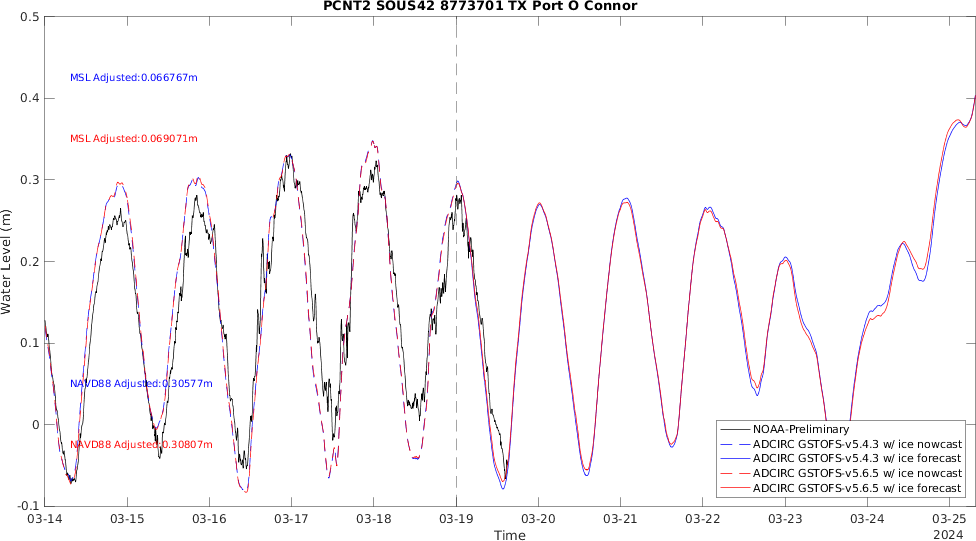 PCNT2 SOUS42 8773701 TX Port O Connor
0.5
MSL Adjusted:0.066767m
0.4
MSL Adjusted:0.069071m
0.3
Water Level (m)
0.2
0.1
NAVD88 Adjusted:0.30577m
0
NAVD88 Adjusted:0.30807m
NOAA-Preliminary
ADCIRC GSTOFS-v5.4.3 w/ ice nowcast
ADCIRC GSTOFS-v5.4.3 w/ ice forecast
ADCIRC GSTOFS-v5.6.5 w/ ice nowcast
ADCIRC GSTOFS-v5.6.5 w/ ice forecast
-0.1
03-14 03-15 03-16 03-17 03-18 03-19 03-20 03-21 03-22 03-23 03-24 03-25
Time
2024